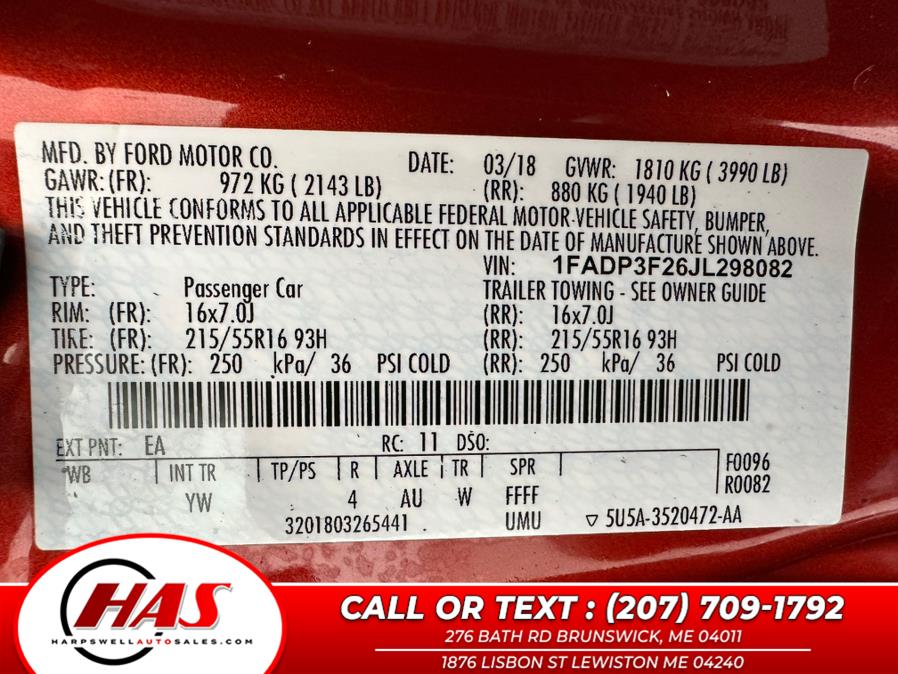 MFD. BY FORD MOTOR CO. DATE: 03/18 GVWR: 1810 KG ( 3990 LB)
GAWR: (FR): 972 KG ( 2143 LB) (RR): 880 KG ( 1940 LB)
THIS VEHICLE CONFORMS TO ALL APPLICABLE FEDERAL MOTOR-VEHICLE SAFETY, BUMPER,
AND THEFT PREVENTION STANDARDS IN EFFECT ON THE DATE OF MANUFACTURE SHOWN ABOVE.
VIN: 1FADP3F26JL298082
TYPE: Passenger Car TRAILER TOWING - SEE OWNER GUIDE
RIM: (FR): 16x7.0J (RR): 16x7.0J
TIRE: (FR): 215/55R16 93H (RR): 215/55R16 93H
PRESSURE: (FR): 250 kPa/ 36 PSI COLD (RR): 250 kPa/ 36 PSI COLD
EXT PNT: EA RC: 11 DSO:
WB INT TR TP/PS R AXLE TR SPR F0096
YW 4 AU W FFFF R0082
3201803265441 UMU ▽ 5U5A-3520472-AA
HAS
HARPSWELLAUTOSALES.COM
CALL OR TEXT : (207) 709-1792
276 BATH RD BRUNSWICK, ME 04011
1876 LISBON ST LEWISTON ME 04240